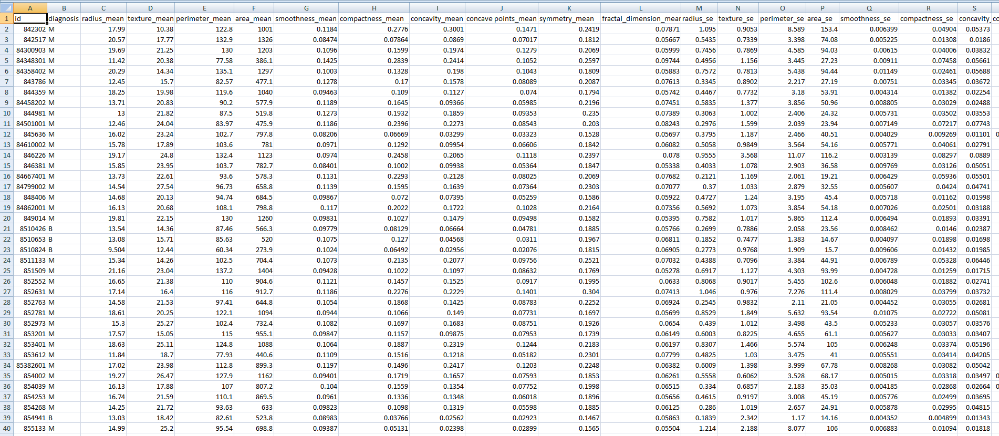 A B C D E F G H I J K L M N O P Q R S
1 id diagnosis radius_mean texture_mean perimeter_mean area_mean smoothness_mean compactness_mean concavity_mean concave points_mean symmetry_mean fractal_dimension_mean radius_se texture_se perimeter_se area_se smoothness_se compactness_se concavity_ co
2 842302 M 17.99 10.38 122.8 1001 0.1184 0.2776 0.3001 0.1471 0.2419 0.07871 1.095 0.9053 8.589 153.4 0.006399 0.04904 0.05373
3 842517 M 20.57 17.77 132.9 1326 0.08474 0.07864 0.0869 0.07017 0.1812 0.05667 0.5435 0.7339 3.398 74.08 0.005225 0.01308 0.0186
4 84300903 M 19.69 21.25 130 1203 0.1096 0.1599 0.1974 0.1279 0.2069 0.05999 0.7456 0.7869 4.585 94.03 0.00615 0.04006 0.03832
5 84348301 M 11.42 20.38 77.58 386.1 0.1425 0.2839 0.2414 0.1052 0.2597 0.09744 0.4956 1.156 3.445 27.23 0.00911 0.07458 0.05661
6 84358402 M 20.29 14.34 135.1 1297 0.1003 0.1328 0.198 0.1043 0.1809 0.05883 0.7572 0.7813 5.438 94.44 0.01149 0.02461 0.05688
7 843786 M 12.45 15.7 82.57 477.1 0.1278 0.17 0.1578 0.08089 0.2087 0.07613 0.3345 0.8902 2.217 27.19 0.00751 0.03345 0.03672
8 844359 M 18.25 19.98 119.6 1040 0.09463 0.109 0.1127 0.074 0.1794 0.05742 0.4467 0.7732 3.18 53.91 0.004314 0.01382 0.02254
9 84458202 M 13.71 20.83 90.2 577.9 0.1189 0.1645 0.09366 0.05985 0.2196 0.07451 0.5835 1.377 3.856 50.96 0.008805 0.03029 0.02488
10 844981 M 13 21.82 87.5 519.8 0.1273 0.1932 0.1859 0.09353 0.235 0.07389 0.3063 1.002 2.406 24.32 0.005731 0.03502 0.03553
11 84501001 M 12.46 24.04 83.97 475.9 0.1186 0.2396 0.2273 0.08543 0.203 0.08243 0.2976 1.599 2.039 23.94 0.007149 0.07217 0.07743
12 845636 M 16.02 23.24 102.7 797.8 0.08206 0.06669 0.03299 0.03323 0.1528 0.05697 0.3795 1.187 2.466 40.51 0.004029 0.009269 0.01101 0
13 84610002 M 15.78 17.89 103.6 781 0.0971 0.1292 0.09954 0.06606 0.1842 0.06082 0.5058 0.9849 3.564 54.16 0.005771 0.04061 0.02791
14 846226 M 19.17 24.8 132.4 1123 0.0974 0.2458 0.2065 0.1118 0.2397 0.078 0.9555 3.568 11.07 116.2 0.003139 0.08297 0.0889
15 846381 M 15.85 23.95 103.7 782.7 0.08401 0.1002 0.09938 0.05364 0.1847 0.05338 0.4033 1.078 2.903 36.58 0.009769 0.03126 0.05051
16 84667401 M 13.73 22.61 93.6 578.3 0.1131 0.2293 0.2128 0.08025 0.2069 0.07682 0.2121 1.169 2.061 19.21 0.006429 0.05936 0.05501
17 84799002 M 14.54 27.54 96.73 658.8 0.1139 0.1595 0.1639 0.07364 0.2303 0.07077 0.37 1.033 2.879 32.55 0.005607 0.0424 0.04741
18 848406 M 14.68 20.13 94.74 684.5 0.09867 0.072 0.07395 0.05259 0.1586 0.05922 0.4727 1.24 3.195 45.4 0.005718 0.01162 0.01998
19 84862001 M 16.13 20.68 108.1 798.8 0.117 0.2022 0.1722 0.1028 0.2164 0.07356 0.5692 1.073 3.854 54.18 0.007026 0.02501 0.03188
20 849014 M 19.81 22.15 130 1260 0.09831 0.1027 0.1479 0.09498 0.1582 0.05395 0.7582 1.017 5.865 112.4 0.006494 0.01893 0.03391
21 8510426 B 13.54 14.36 87.46 566.3 0.09779 0.08129 0.06664 0.04781 0.1885 0.05766 0.2699 0.7886 2.058 23.56 0.008462 0.0146 0.02387
22 8510653 B 13.08 15.71 85.63 520 0.1075 0.127 0.04568 0.0311 0.1967 0.06811 0.1852 0.7477 1.383 14.67 0.004097 0.01898 0.01698
23 8510824 B 9.504 12.44 60.34 273.9 0.1024 0.06492 0.02956 0.02076 0.1815 0.06905 0.2773 0.9768 1.909 15.7 0.009606 0.01432 0.01985
24 8511133 M 15.34 14.26 102.5 704.4 0.1073 0.2135 0.2077 0.09756 0.2521 0.07032 0.4388 0.7096 3.384 44.91 0.006789 0.05328 0.06446
25 851509 M 21.16 23.04 137.2 1404 0.09428 0.1022 0.1097 0.08632 0.1769 0.05278 0.6917 1.127 4.303 93.99 0.004728 0.01259 0.01715
26 852552 M 16.65 21.38 110 904.6 0.1121 0.1457 0.1525 0.0917 0.1995 0.0633 0.8068 0.9017 5.455 102.6 0.006048 0.01882 0.02741
27 852631 M 17.14 16.4 116 912.7 0.1186 0.2276 0.2229 0.1401 0.304 0.07413 1.046 0.976 7.276 111.4 0.008029 0.03799 0.03732
28 852763 M 14.58 21.53 97.41 644.8 0.1054 0.1868 0.1425 0.08783 0.2252 0.06924 0.2545 0.9832 2.11 21.05 0.004452 0.03055 0.02681
29 852781 M 18.61 20.25 122.1 1094 0.0944 0.1066 0.149 0.07731 0.1697 0.05699 0.8529 1.849 5.632 93.54 0.01075 0.02722 0.05081
30 852973 M 15.3 25.27 102.4 732.4 0.1082 0.1697 0.1683 0.08751 0.1926 0.0654 0.439 1.012 3.498 43.5 0.005233 0.03057 0.03576
31 853201 M 17.57 15.05 115 955.1 0.09847 0.1157 0.09875 0.07953 0.1739 0.06149 0.6003 0.8225 4.655 61.1 0.005627 0.03033 0.03407
32 853401 M 18.63 25.11 124.8 1088 0.1064 0.1887 0.2319 0.1244 0.2183 0.06197 0.8307 1.466 5.574 105 0.006248 0.03374 0.05196
33 853612 M 11.84 18.7 77.93 440.6 0.1109 0.1516 0.1218 0.05182 0.2301 0.07799 0.4825 1.03 3.475 41 0.005551 0.03414 0.04205
34 85382601 M 17.02 23.98 112.8 899.3 0.1197 0.1496 0.2417 0.1203 0.2248 0.06382 0.6009 1.398 3.999 67.78 0.008268 0.03082 0.05042
35 854002 M 19.27 26.47 127.9 1162 0.09401 0.1719 0.1657 0.07593 0.1853 0.06261 0.5558 0.6062 3.528 68.17 0.005015 0.03318 0.03497 0
36 854039 M 16.13 17.88 107 807.2 0.104 0.1559 0.1354 0.07752 0.1998 0.06515 0.334 0.6857 2.183 35.03 0.004185 0.02868 0.02664 0
37 854253 M 16.74 21.59 110.1 869.5 0.0961 0.1336 0.1348 0.06018 0.1896 0.05656 0.4615 0.9197 3.008 45.19 0.005776 0.02499 0.03695
38 854268 M 14.25 21.72 93.63 633 0.09823 0.1098 0.1319 0.05598 0.1885 0.06125 0.286 1.019 2.657 24.91 0.005878 0.02995 0.04815
39 854941 B 13.03 18.42 82.61 523.8 0.08983 0.03766 0.02562 0.02923 0.1467 0.05863 0.1839 2.342 1.17 14.16 0.004352 0.004899 0.01343
40 855133 M 14.99 25.2 95.54 698.8 0.09387 0.05131 0.02398 0.02899 0.1565 0.05504 1.214 2.188 8.077 106 0.006883 0.01094 0.01818